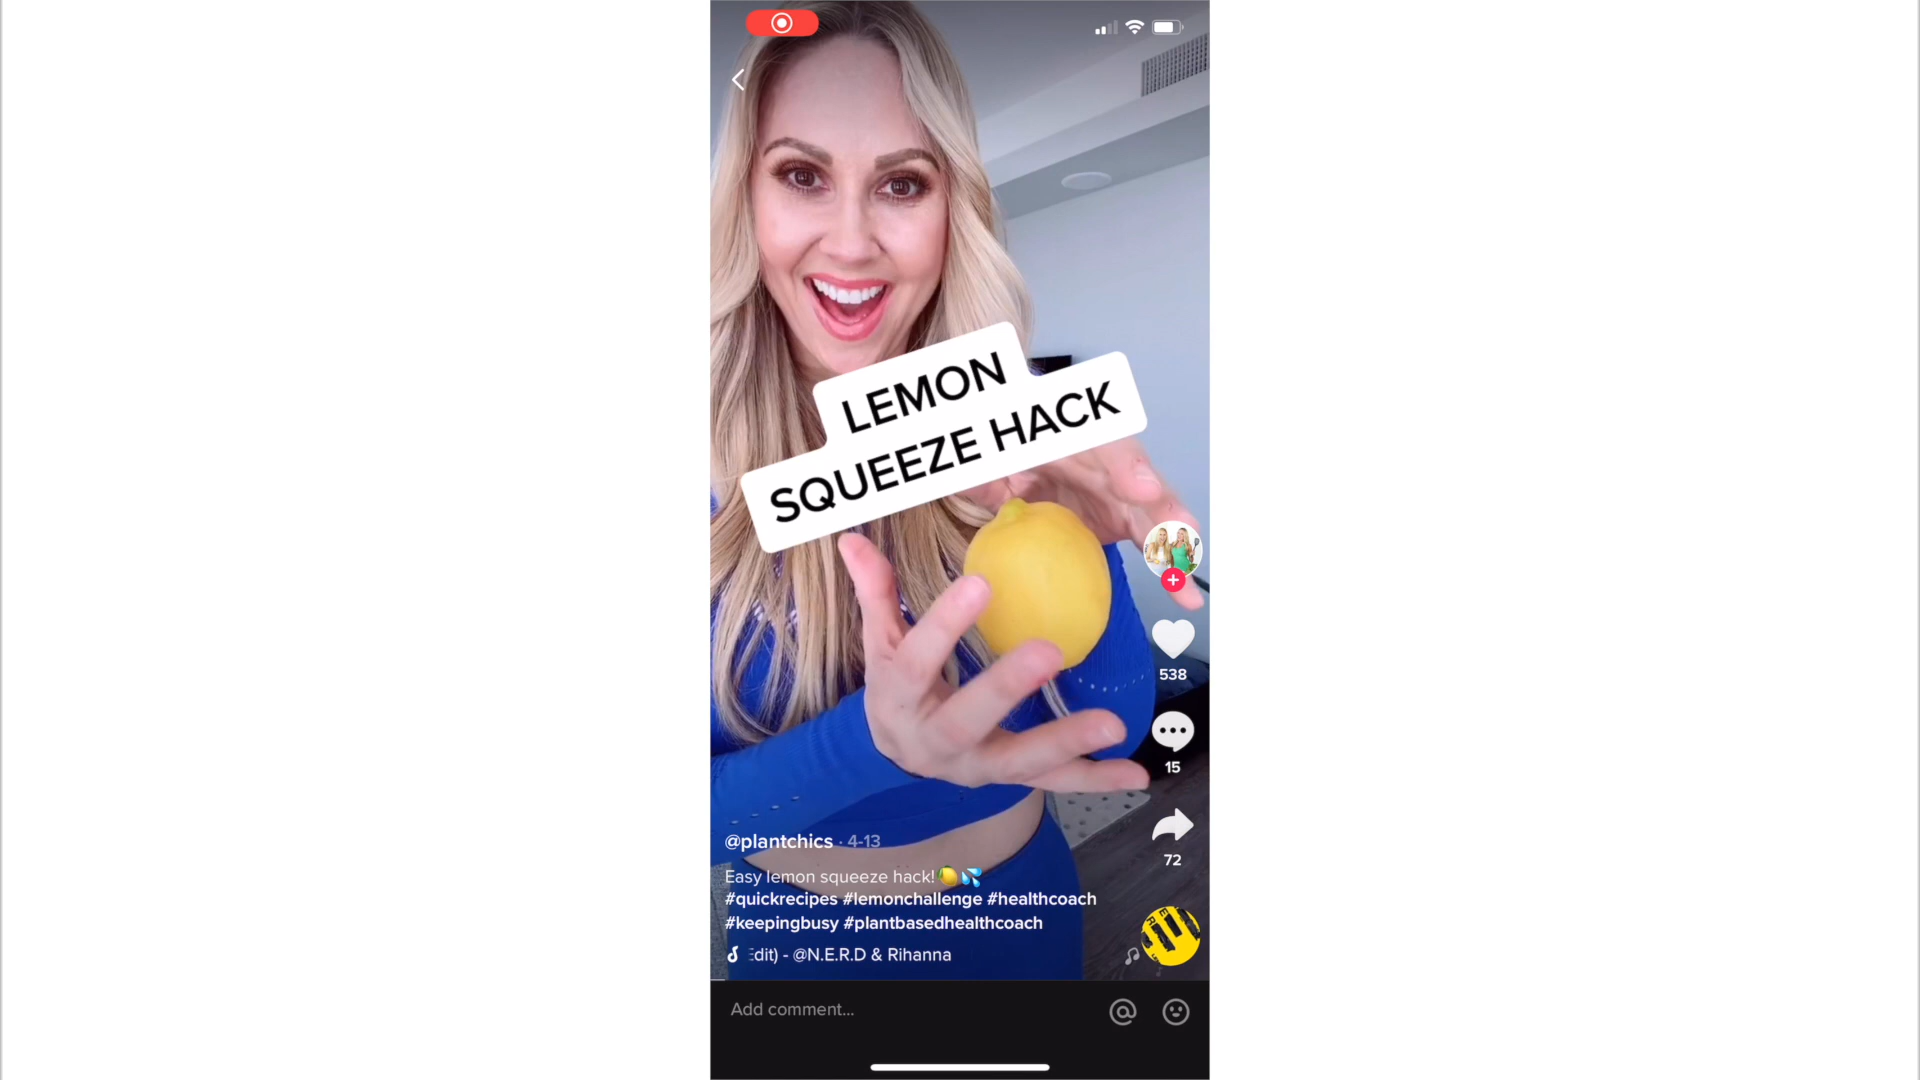 LEMON
SQUEEZE HACK
538
15
@plantchics · 4-13
72
Easy lemon squeeze hack! 🍋💦
#quickrecipes #lemonchallenge #healthcoach
#keepingbusy #plantbasedhealthcoach
dit) - @N.E.R.D & Rihanna
Add comment...